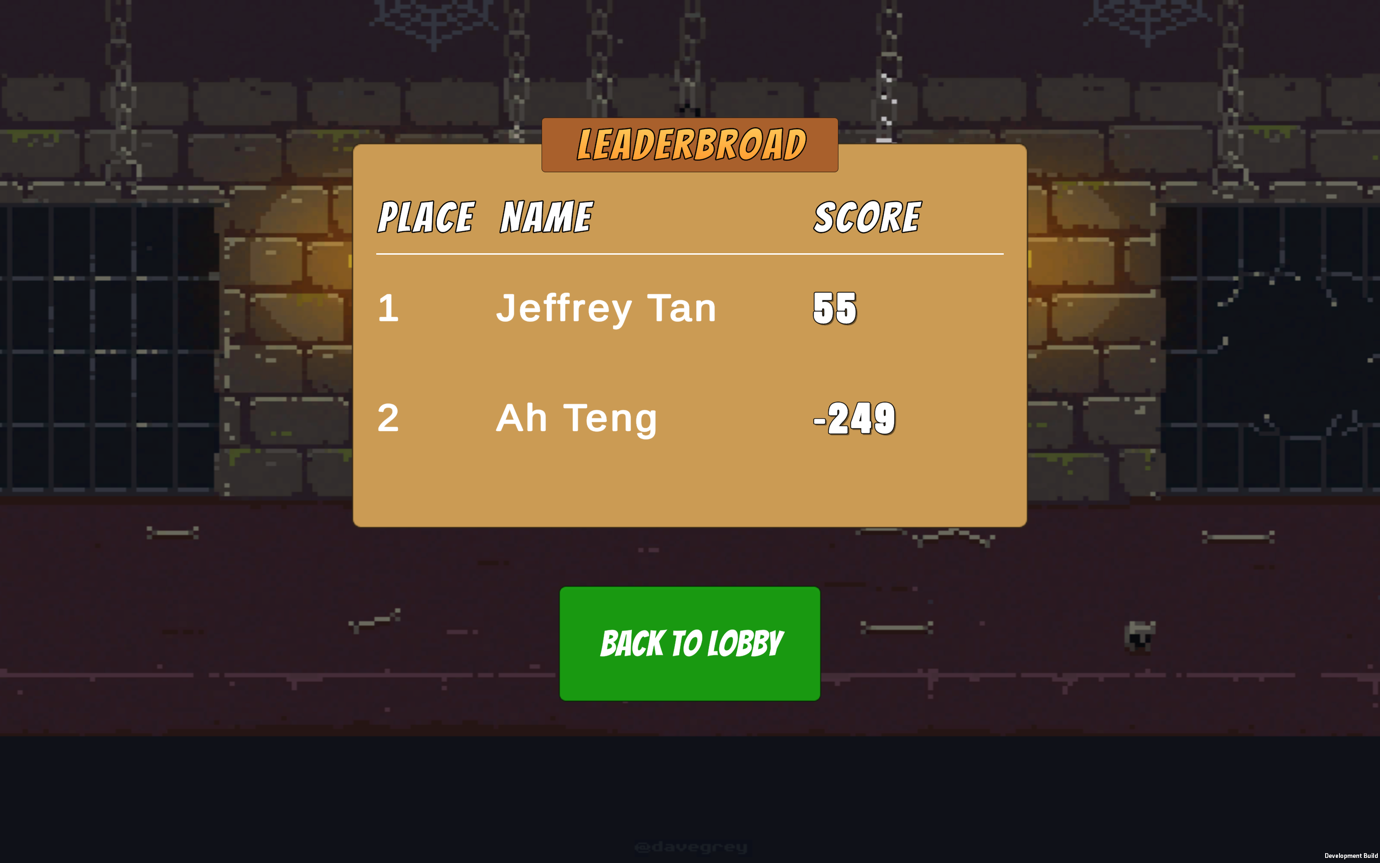 LEADERBROAD
PLACE NAME SCORE
1 Jeffrey Tan 55
2 Ah Teng -249
BACK TO LOBBY
@davegrey
Development Build